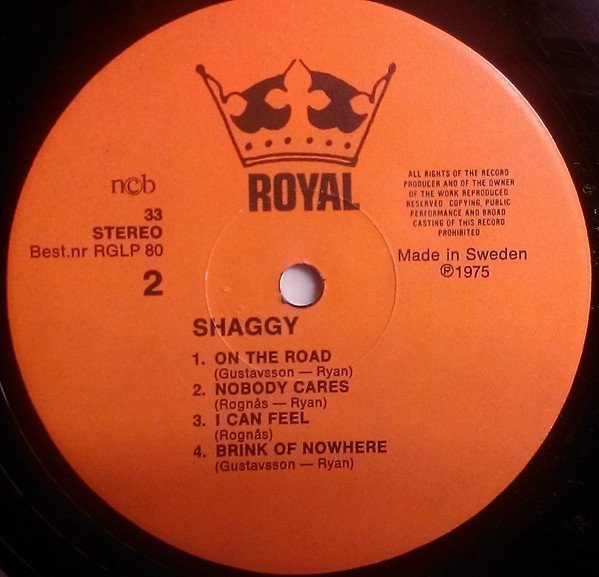 ROYAL
ncb
33
STEREO
Best.nr RGLP 80
2
ALL RIGHTS OF THE RECORD
PRODUCER AND OF THE OWNER
OF THE WORK REPRODUCED
RESERVED. COPYING, PUBLIC
PERFORMANCE AND BROAD
CASTING OF THIS RECORD
PROHIBITED
Made in Sweden
℗1975
SHAGGY
1. ON THE ROAD
(Gustavsson — Ryan)
2. NOBODY CARES
(Rognås — Ryan)
3. I CAN FEEL
(Rognås)
4. BRINK OF NOWHERE
(Gustavsson — Ryan)